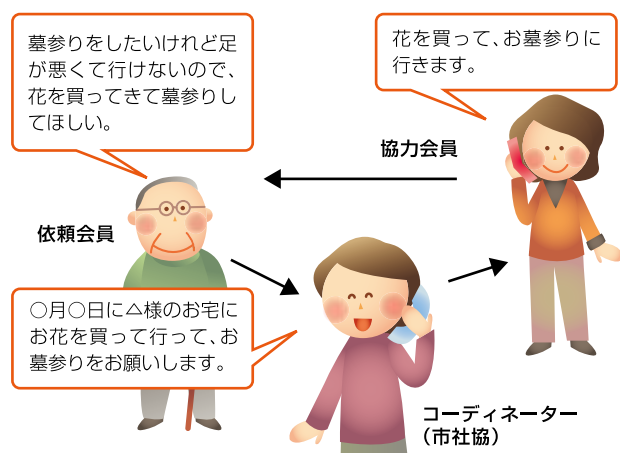 墓参りをしたいけれど足
が悪くて行けないので、
花を買ってきて墓参りし
てほしい。
花を買って、お墓参りに
行きます。
協力会員
依頼会員
○月○日に△様のお宅に
お花を買って行って、お
墓参りをお願いします。
コーディネーター
（市社協）